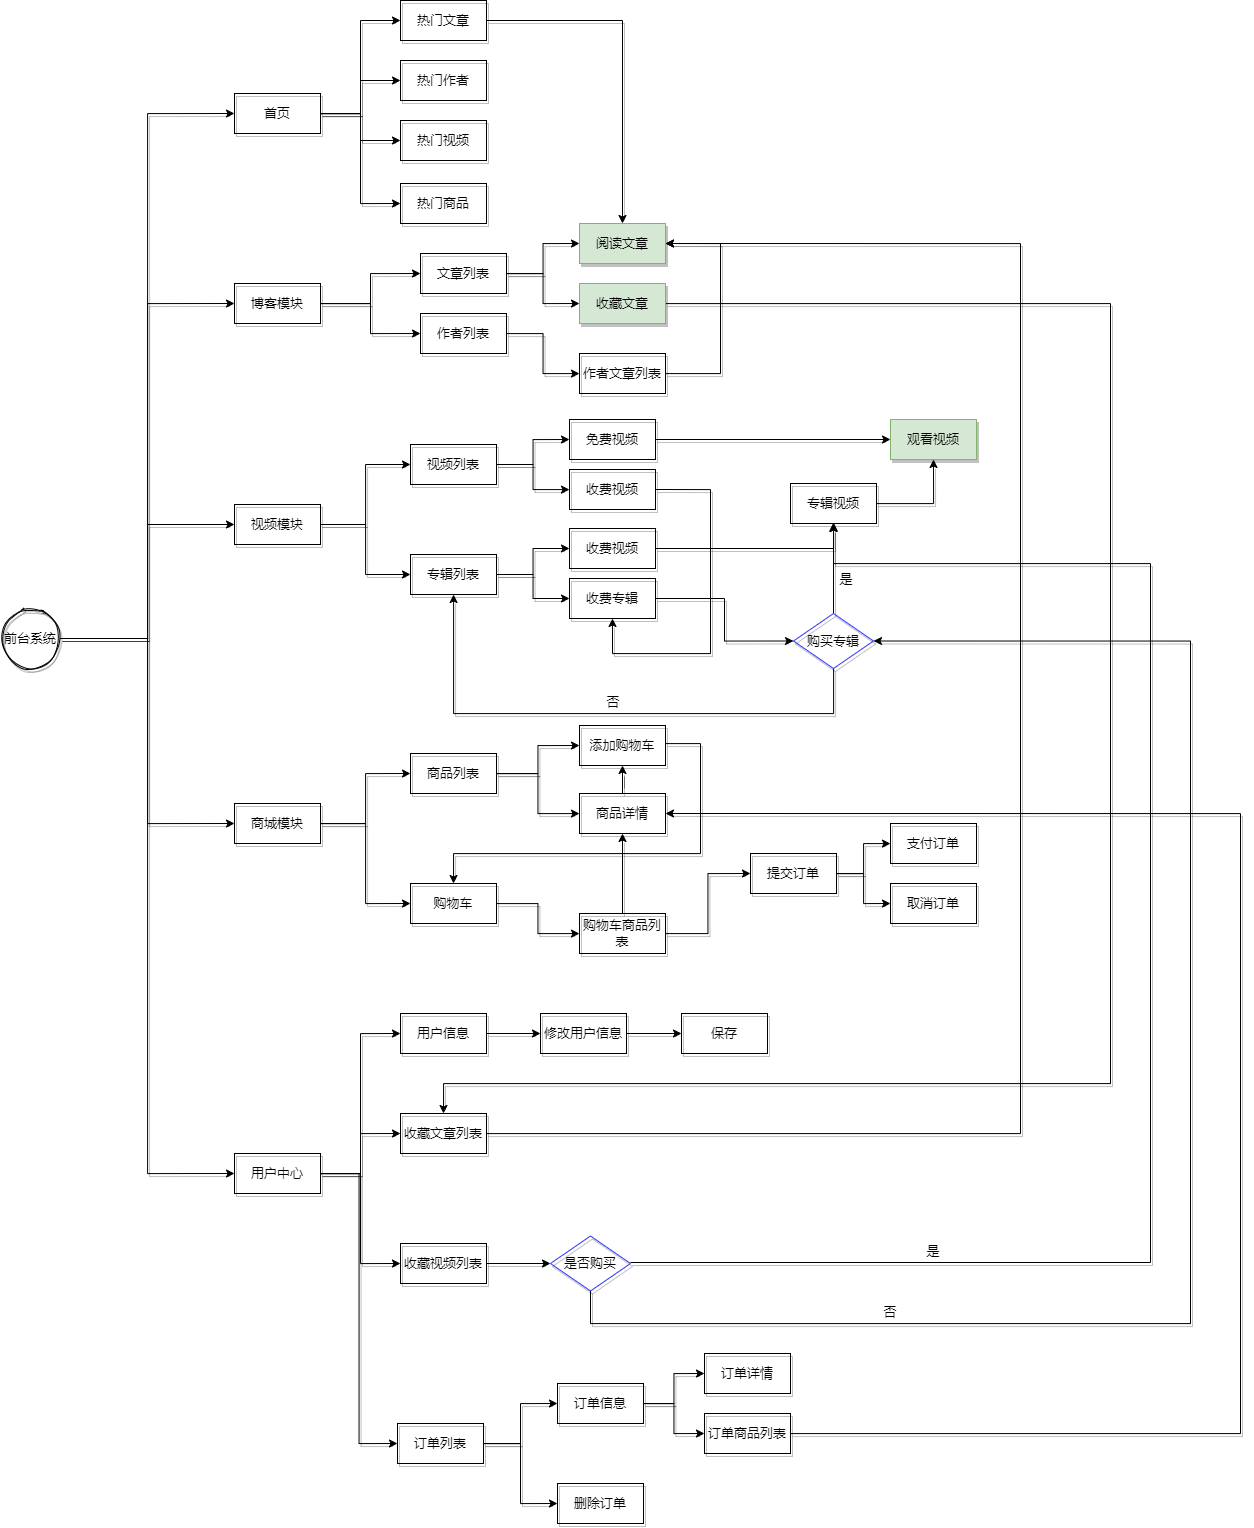 热门文章
热门作者
首页
热门视频
热门商品
阅读文章
文章列表
博客模块
收藏文章
作者列表
作者文章列表
免费视频
观看视频
视频列表
收费视频
专辑视频
视频模块
收费视频
专辑列表
是
收费专辑
前台系统
购买专辑
否
添加购物车
商品列表
商品详情
商城模块
支付订单
提交订单
购物车
取消订单
购物车商品列
表
用户信息
修改用户信息
保存
收藏文章列表
用户中心
是
收藏视频列表
是否购买
否
订单详情
订单信息
订单商品列表
订单列表
删除订单